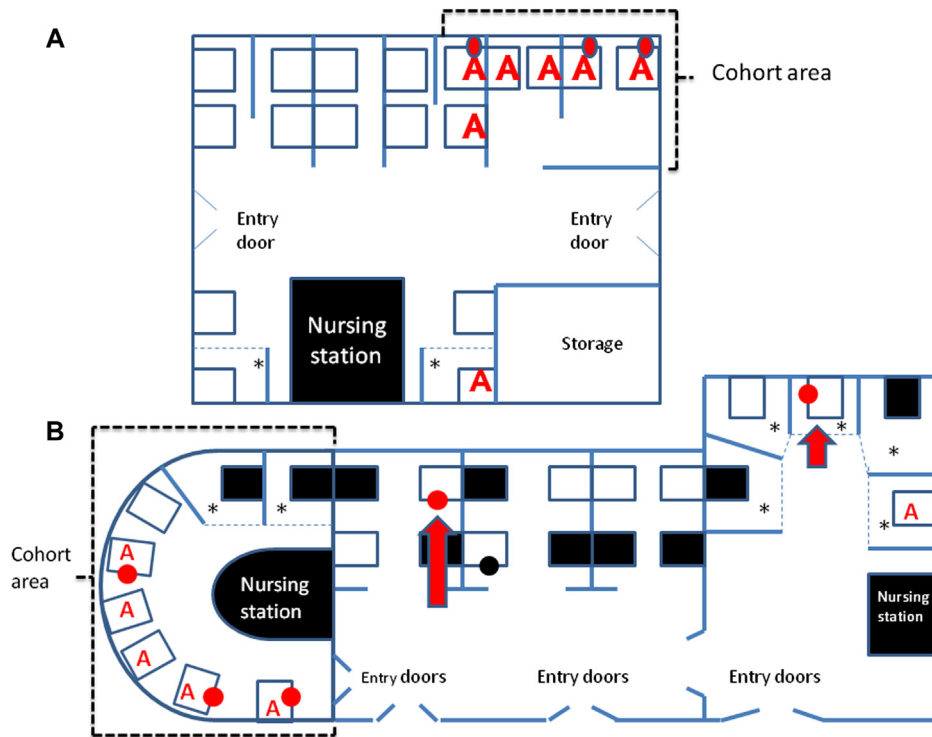 A
Cohort area
A A A A A
A
Entry
door
Entry
door
Nursing
station
Storage
*
*
A
B
*
*
*
*
Cohort
area
A
*
*
*
*
A
A
A
A
A
Nursing
station
Nursing
station
Entry doors
Entry doors
Entry doors